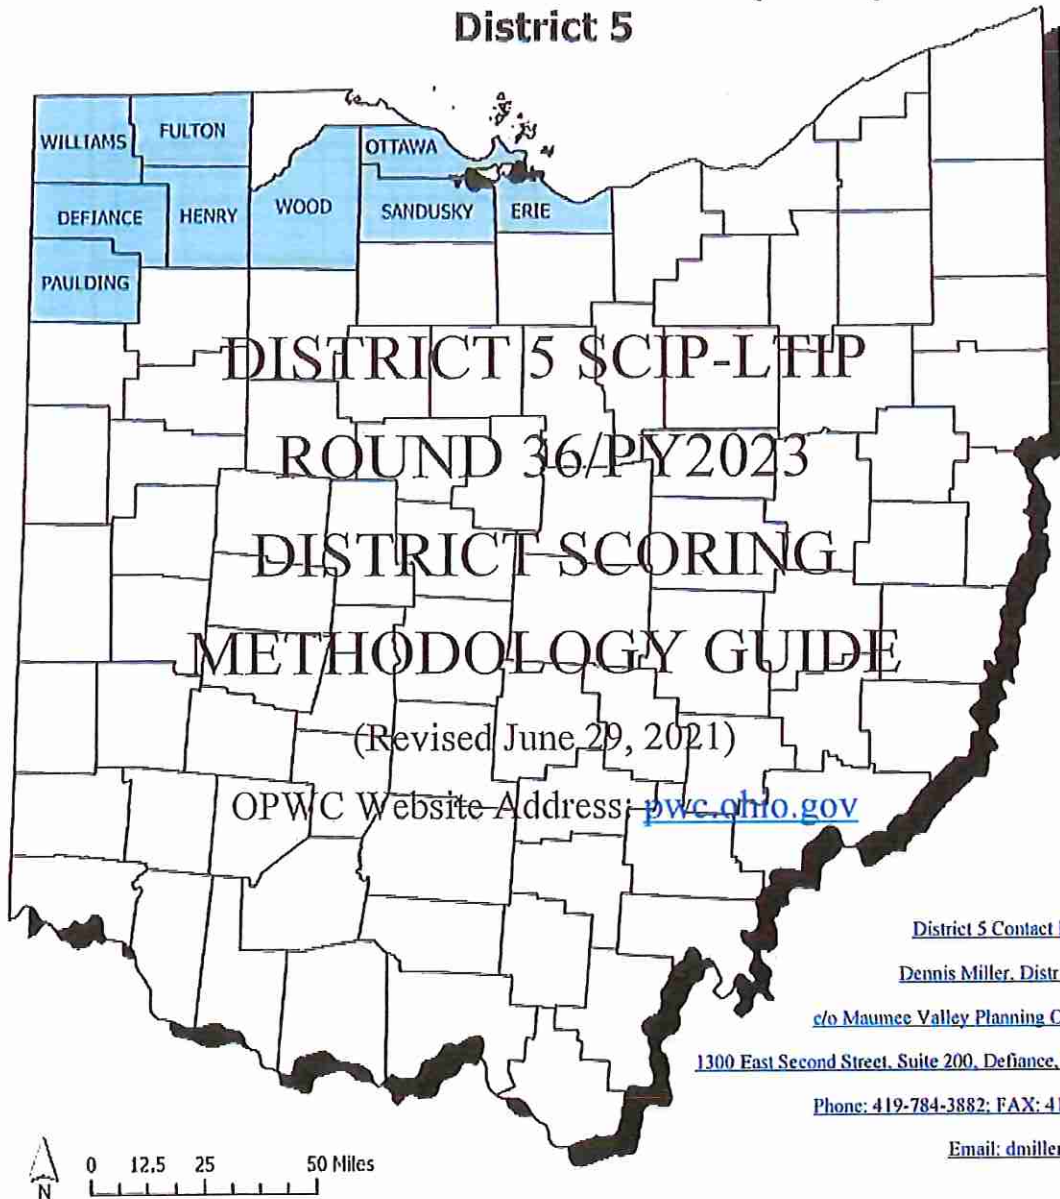 District 5
WILLIAMS
FULTON
OTTAWA
DEFIANCE
HENRY
WOOD
SANDUSKY
ERIE
PAULDING
DISTRICT 5 SCIP-LTIP
ROUND 36/PY2023
DISTRICT SCORING
METHODOLOGY GUIDE
(Revised June 29, 2021)
OPWC Website Address: pwc.ohio.gov
District 5 Contact
Dennis Miller, Distr
c/o Maumee Valley Planning
1300 East Second Street, Suite 200, Defiance,
Phone: 419-784-3882; FAX: 41
Email: dmiller
0 12.5 25 50 Miles
N